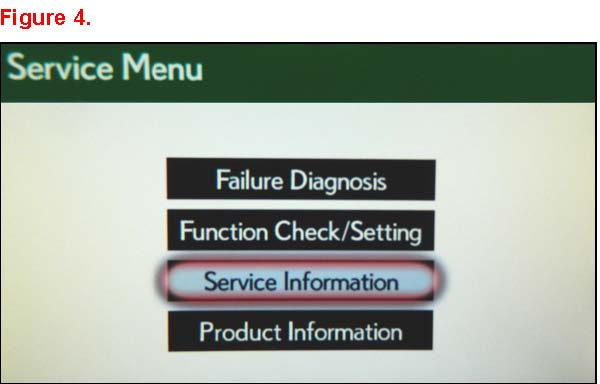 Figure 4.
Service Menu
Failure Diagnosis
Function Check/Setting
Service Information
Product Information